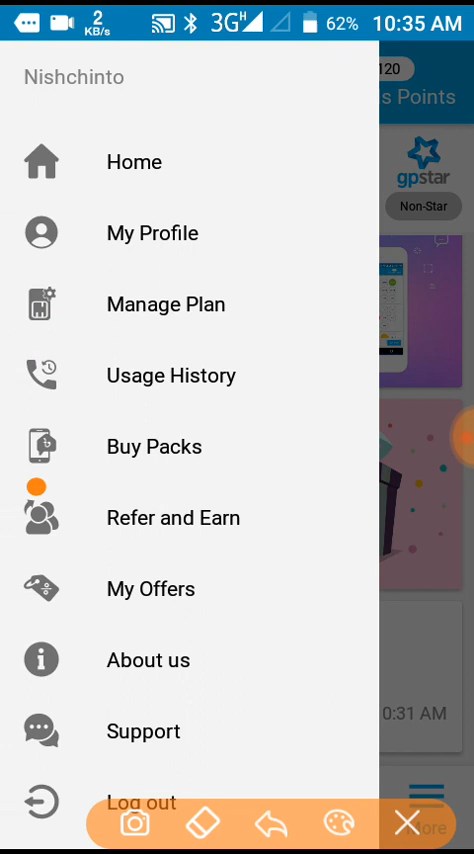 2
KB/s
3G H
62%
10:35 AM
Nishchinto
120
s Points
gpstar
Non-Star
Home
My Profile
Manage Plan
Usage History
Buy Packs
Refer and Earn
My Offers
About us
Support
Log out
0:31 AM
More